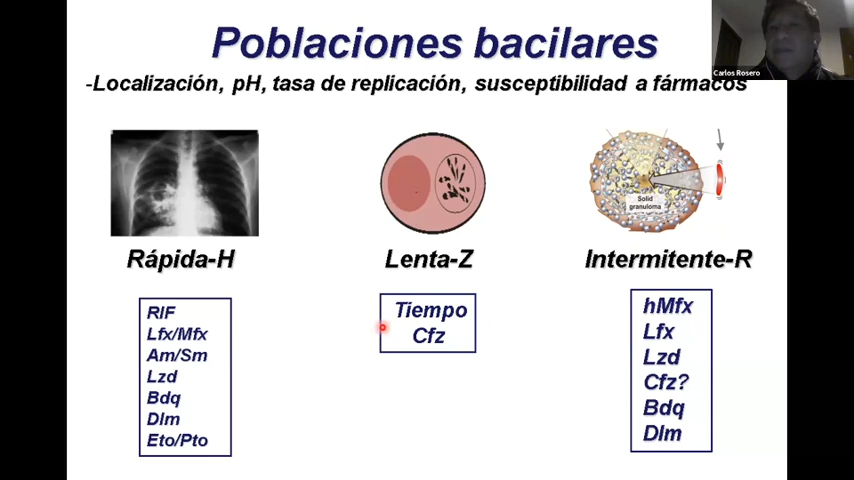 Poblaciones bacilares
Carlos Rosero
-Localización, pH, tasa de replicación, susceptibilidad a fármacos
Solid
granuloma
Rápida-H
Lenta-Z
Intermitente-R
RIF
Lfx/Mfx
Am/Sm
Lzd
Bdq
Dlm
Eto/Pto
Tiempo
Cfz
hMfx
Lfx
Lzd
Cfz?
Bdq
Dlm